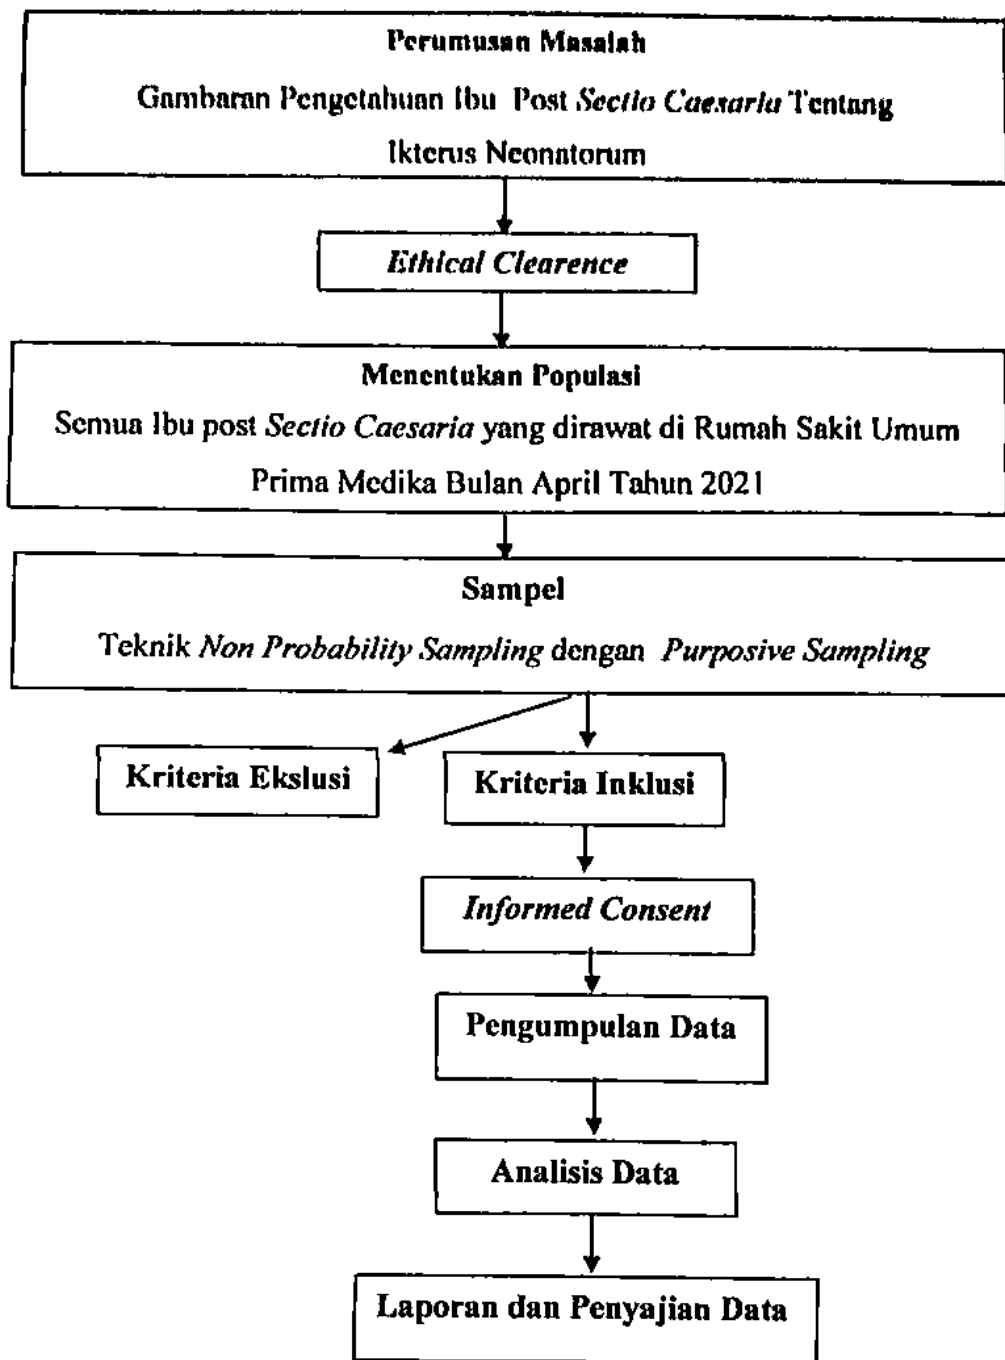 Perumusan Masalah
Gambaran Pengetahuan Ibu Post Sectio Caesaria Tentang
Ikterus Neonatorum
Ethical Clearence
Menentukan Populasi
Semua Ibu post Sectio Caesaria yang dirawat di Rumah Sakit Umum
Prima Medika Bulan April Tahun 2021
Sampel
Teknik Non Probability Sampling dengan Purposive Sampling
Kriteria Ekslusi
Kriteria Inklusi
Informed Consent
Pengumpulan Data
Analisis Data
Laporan dan Penyajian Data